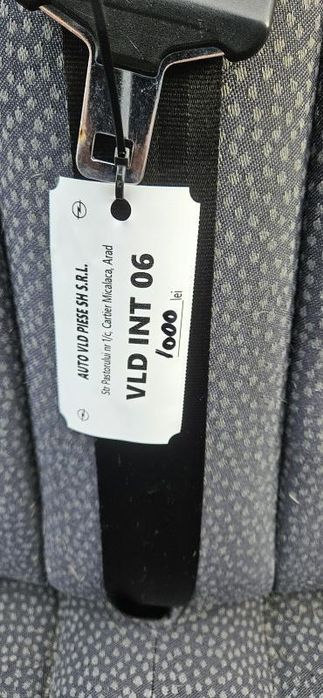 AUTO VLD PIESE SH S.R.L.
Str Pastorului nr 1/c, Cartier Micalaca, Arad
VLD INT 06
1000 lei